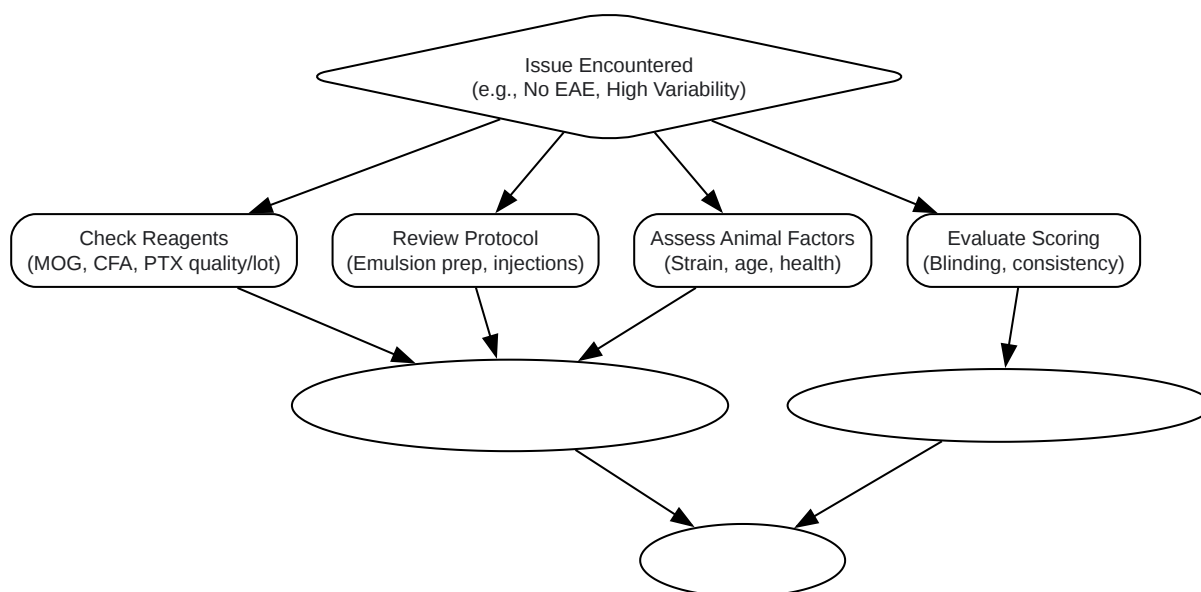 Issue Encountered
(e.g., No EAE, High Variability)
Check Reagents
(MOG, CFA, PTX quality/lot)
Review Protocol
(Emulsion prep, injections)
Assess Animal Factors
(Strain, age, health)
Evaluate Scoring
(Blinding, consistency)